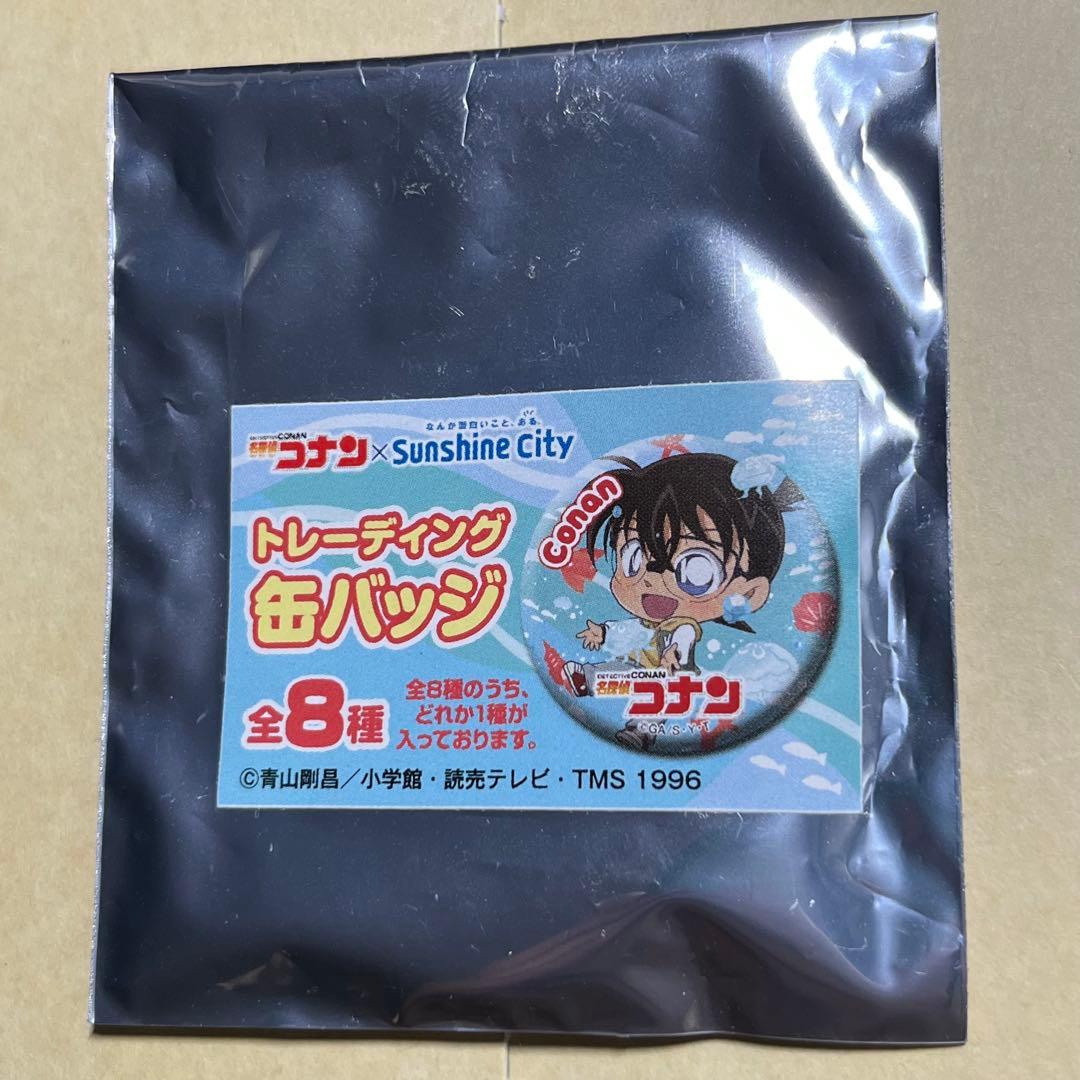 なんか面白いこと、ある。
DETECTIVE CONAN
名探偵コナン×Sunshine City
トレーディング
缶バッジ
全8種
全8種のうち、
どれか1種が
入っております。
Conan
DETECTIVE CONAN
名探偵コナン
©GA/S・Y・T
©青山剛昌/小学館・読売テレビ・TMS 1996